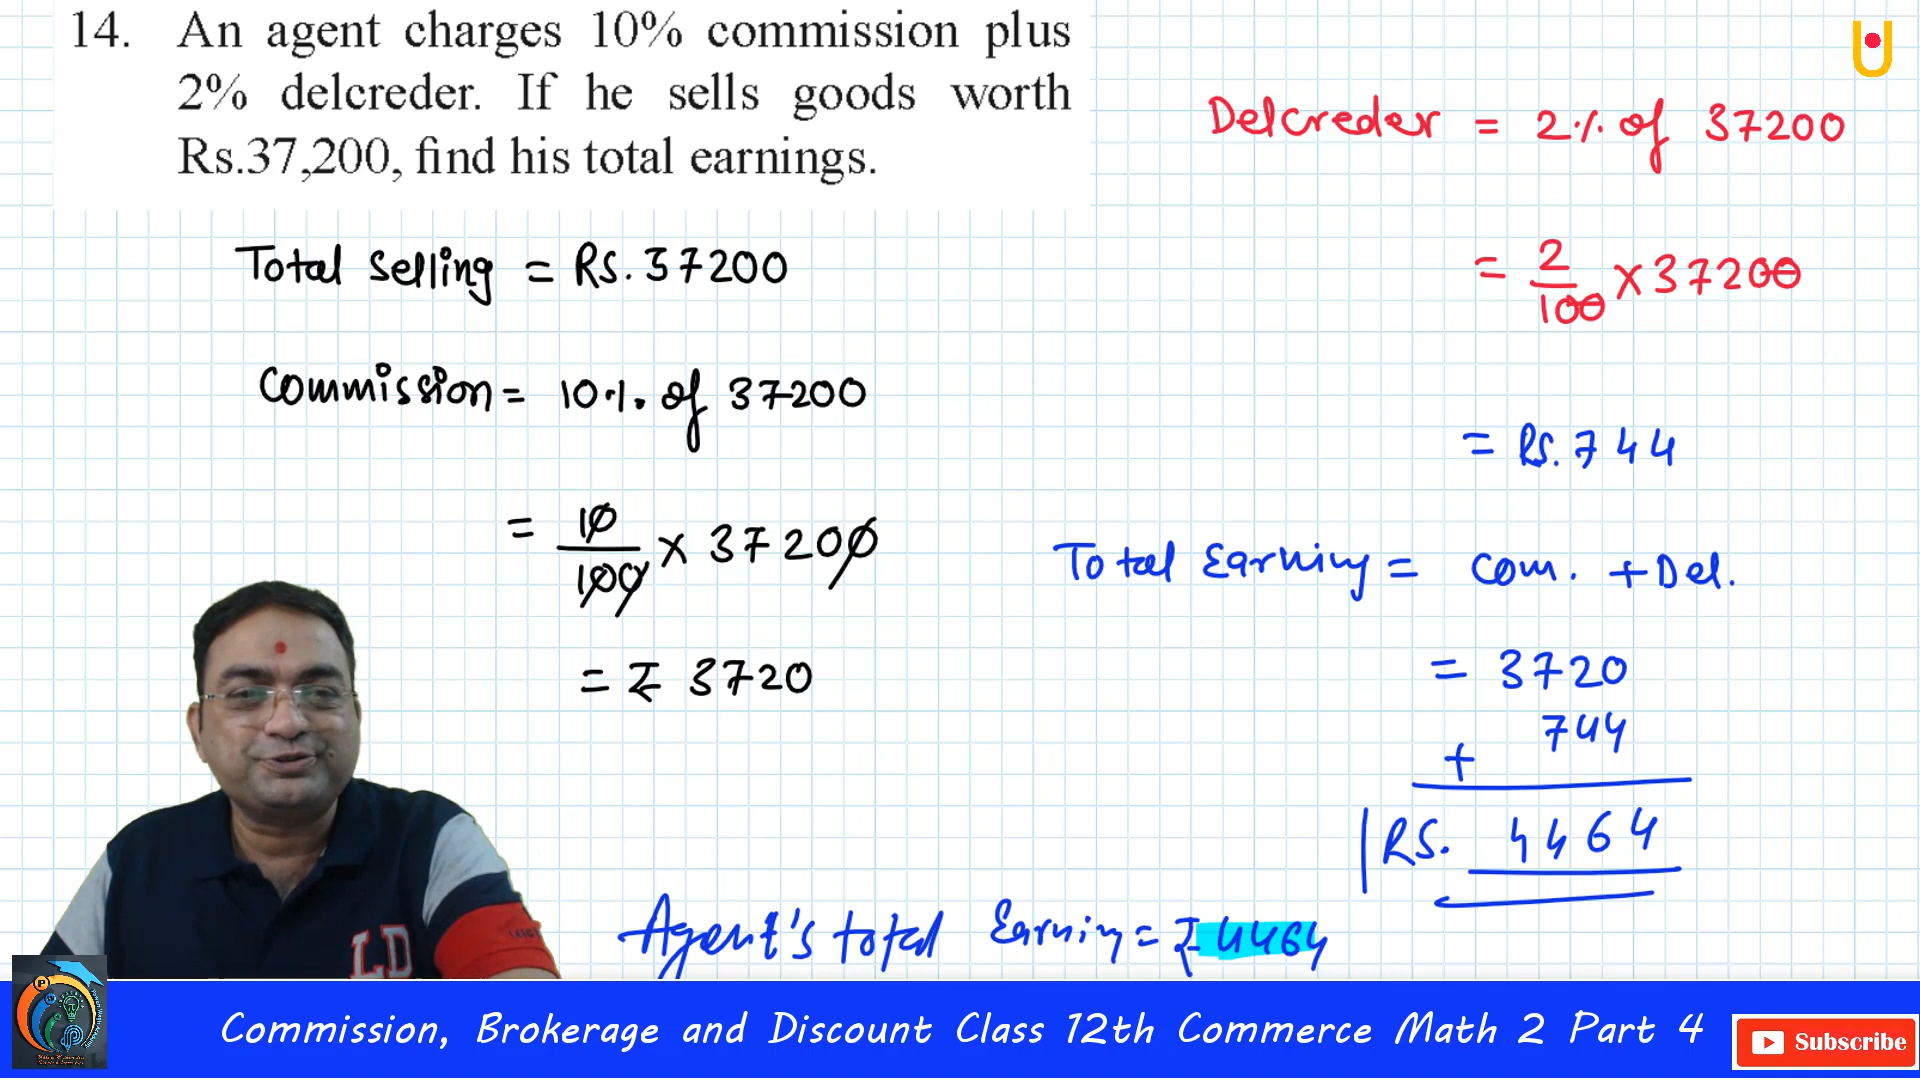 14. An agent charges 10% commission plus
2% delcreder. If he sells goods worth
Rs.37,200, find his total earnings.
Total selling = Rs. 37200
Commission = 10% of 37200
= 10/100 × 37200
= ₹ 3720
Delcreder = 2% of 37200
= 2/100 × 37200
= Rs. 744
Total Earning = Com. + Del.
= 3720
+ 744
RS. 4464
Agent's total Earning = ₹ 4464
LD
Commission, Brokerage and Discount Class 12th Commerce Math 2 Part 4
Subscribe